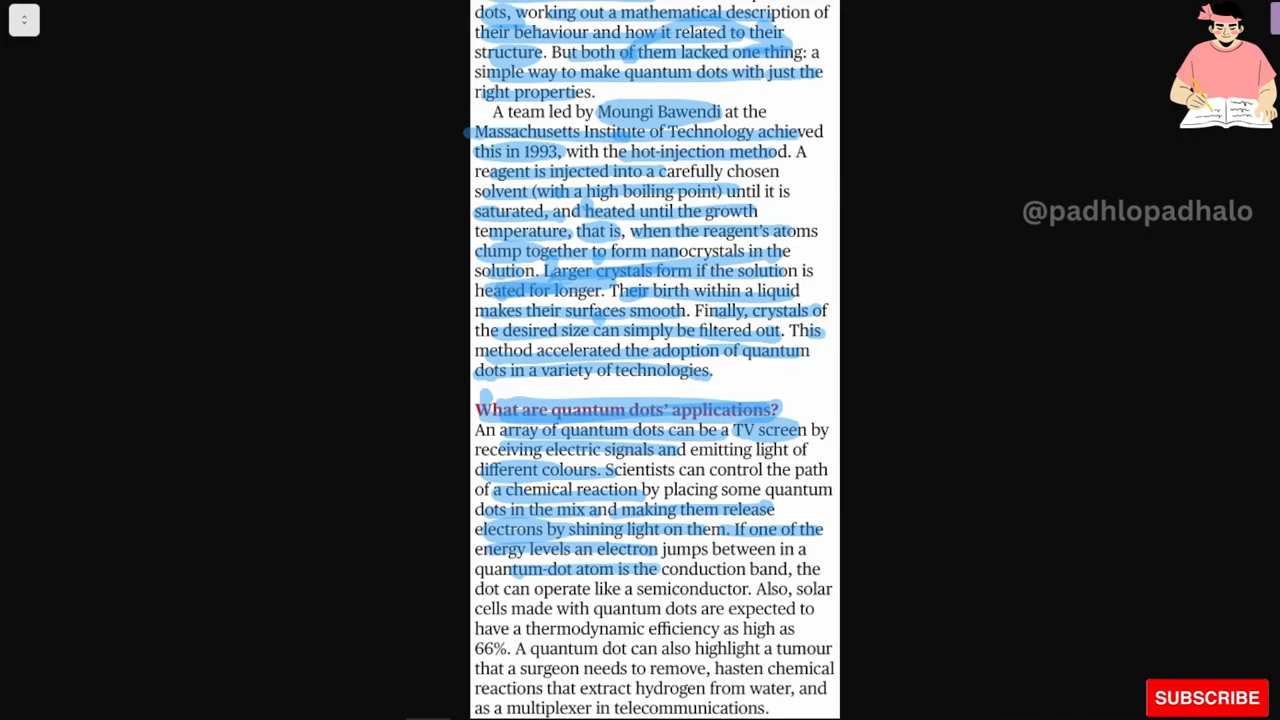 dots, working out a mathematical description of
their behaviour and how it related to their
structure. But both of them lacked one thing: a
simple way to make quantum dots with just the
right properties.
A team led by Moungi Bawendi at the
Massachusetts Institute of Technology achieved
this in 1993, with the hot-injection method. A
reagent is injected into a carefully chosen
solvent (with a high boiling point) until it is
saturated, and heated until the growth
temperature, that is, when the reagent's atoms
clump together to form nanocrystals in the
solution. Larger crystals form if the solution is
heated for longer. Their birth within a liquid
makes their surfaces smooth. Finally, crystals of
the desired size can simply be filtered out. This
method accelerated the adoption of quantum
dots in a variety of technologies.
What are quantum dots' applications?
An array of quantum dots can be a TV screen by
receiving electric signals and emitting light of
different colours. Scientists can control the path
of a chemical reaction by placing some quantum
dots in the mix and making them release
electrons by shining light on them. If one of the
energy levels an electron jumps between in a
quantum-dot atom is the conduction band, the
dot can operate like a semiconductor. Also, solar
cells made with quantum dots are expected to
have a thermodynamic efficiency as high as
66%. A quantum dot can also highlight a tumour
that a surgeon needs to remove, hasten chemical
reactions that extract hydrogen from water, and
as a multiplexer in telecommunications.
@padhlopadhalo
SUBSCRIBE